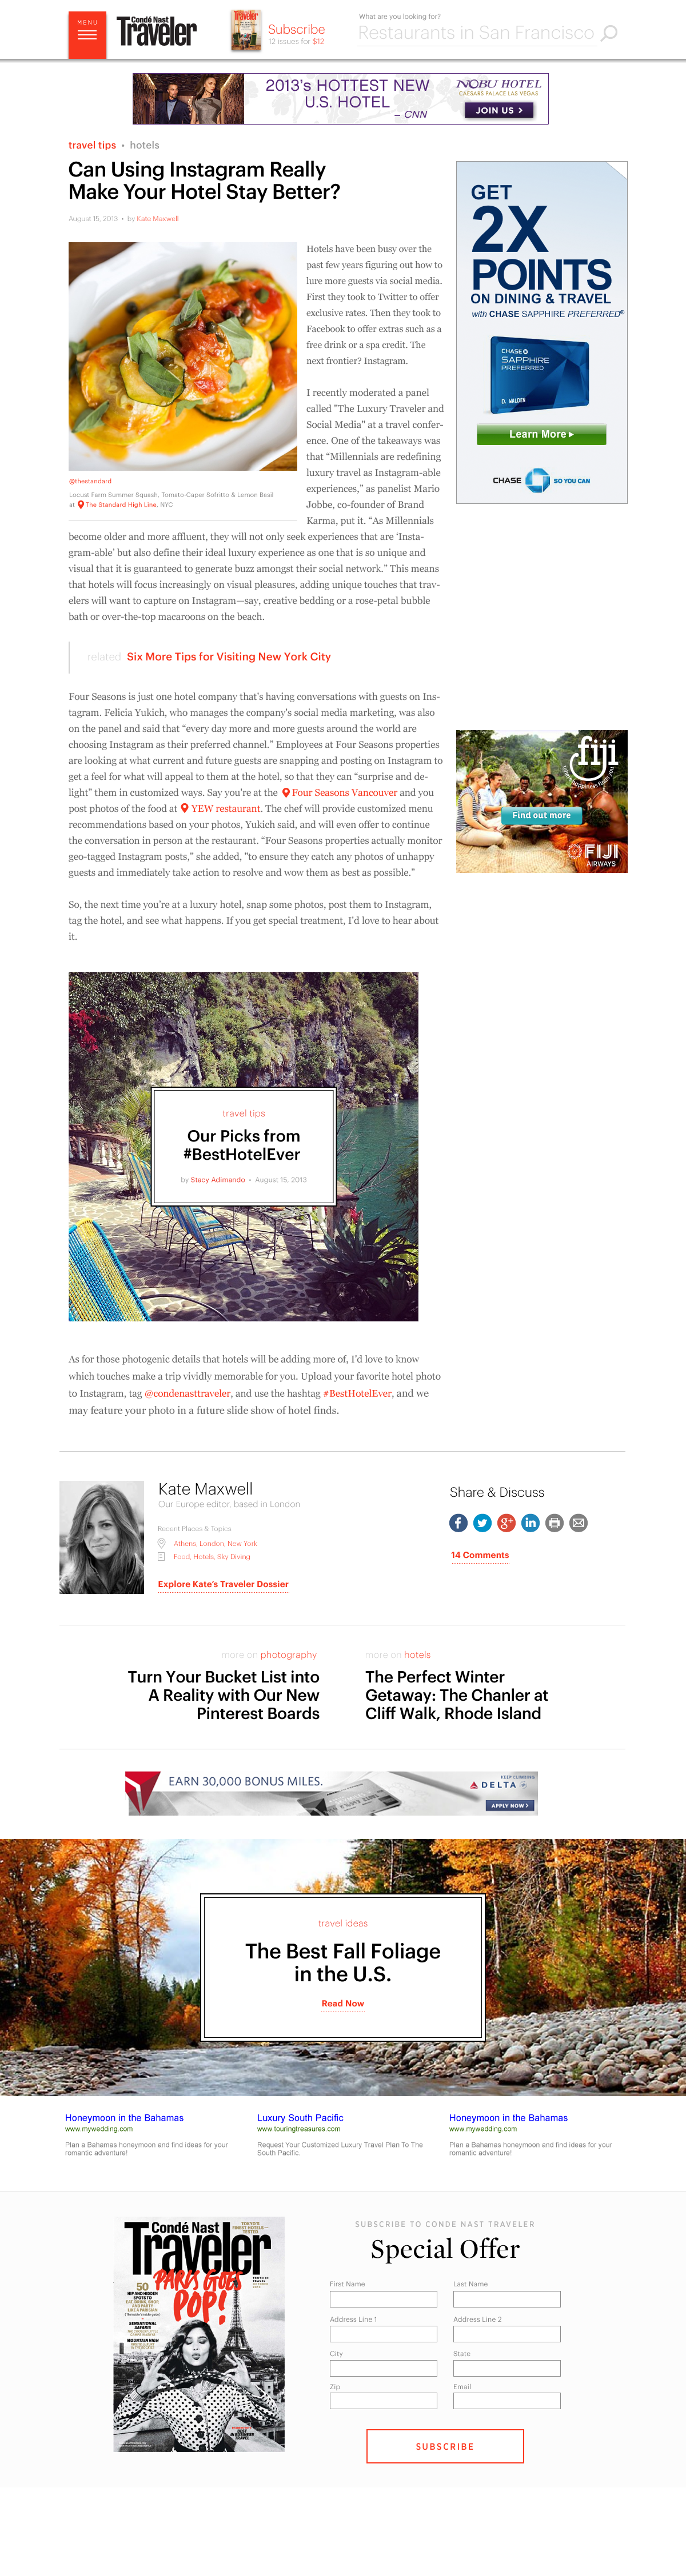 MENU
Condé Nast
Traveler
Subscribe
12 issues for $12
What are you looking for?
Restaurants in San Francisco
2013's HOTTEST NEW
U.S. HOTEL
– CNN
NOBU HOTEL
CAESARS PALACE LAS VEGAS
JOIN US >
travel tips • hotels
Can Using Instagram Really
Make Your Hotel Stay Better?
August 15, 2013 • by Kate Maxwell
GET
2X
POINTS
ON DINING & TRAVEL
with CHASE SAPPHIRE PREFERRED®
CHASE
SAPPHIRE
PREFERRED
D. WALDEN
Learn More
CHASE
SO YOU CAN
@thestandard
Locust Farm Summer Squash, Tomato-Caper Sofritto & Lemon Basil
at The Standard High Line, NYC
Hotels have been busy over the
past few years figuring out how to
lure more guests via social media.
First they took to Twitter to offer
exclusive rates. Then they took to
Facebook to offer extras such as a
free drink or a spa credit. The
next frontier? Instagram.
I recently moderated a panel
called "The Luxury Traveler and
Social Media" at a travel confer-
ence. One of the takeaways was
that “Millennials are redefining
luxury travel as Instagram-able
experiences,” as panelist Mario
Jobbe, co-founder of Brand
Karma, put it. “As Millennials
become older and more affluent, they will not only seek experiences that are ‘Insta-
gram-able’ but also define their ideal luxury experience as one that is so unique and
visual that it is guaranteed to generate buzz amongst their social network.” This means
that hotels will focus increasingly on visual pleasures, adding unique touches that trav-
elers will want to capture on Instagram—say, creative bedding or a rose-petal bubble
bath or over-the-top macaroons on the beach.
related: Six More Tips for Visiting New York City
Four Seasons is just one hotel company that's having conversations with guests on Ins-
tagram. Felicia Yukich, who manages the company's social media marketing, was also
on the panel and said that “every day more and more guests around the world are
choosing Instagram as their preferred channel.” Employees at Four Seasons properties
are looking at what current and future guests are snapping and posting on Instagram to
get a feel for what will appeal to them at the hotel, so that they can “surprise and de-
light” them in customized ways. Say you're at the Four Seasons Vancouver and you
post photos of the food at YEW restaurant. The chef will provide customized menu
recommendations based on your photos, Yukich said, and will even offer to continue
the conversation in person at the restaurant. “Four Seasons properties actually monitor
geo-tagged Instagram posts,” she added, "to ensure they catch any photos of unhappy
guests and immediately take action to resolve and wow them as best as possible.”
So, the next time you're at a luxury hotel, snap some photos, post them to Instagram,
tag the hotel, and see what happens. If you get special treatment, I'd love to hear about
it.
fiji
Find out more
FIJI
AIRWAYS
travel tips
Our Picks from
#BestHotelEver
by Stacy Adimando • August 15, 2013
As for those photogenic details that hotels will be adding more of, I'd love to know
which touches make a trip vividly memorable for you. Upload your favorite hotel photo
to Instagram, tag @condenasttraveler, and use the hashtag #BestHotelEver, and we
may feature your photo in a future slide show of hotel finds.
Kate Maxwell
Our Europe editor, based in London
Recent Places & Topics
Athens, London, New York
Food, Hotels, Sky Diving
Explore Kate's Traveler Dossier
Share & Discuss
14 Comments
more on photography
Turn Your Bucket List into
A Reality with Our New
Pinterest Boards
more on hotels
The Perfect Winter
Getaway: The Chanler at
Cliff Walk, Rhode Island
EARN 30,000 BONUS MILES.
KEEP CLIMBING
DELTA
APPLY NOW >
travel ideas
The Best Fall Foliage
in the U.S.
Read Now
Honeymoon in the Bahamas
www.mywedding.com
Plan a Bahamas honeymoon and find ideas for your
romantic adventure!
Luxury South Pacific
www.touringtreasures.com
Request Your Customized Luxury Travel Plan To The
South Pacific.
Honeymoon in the Bahamas
www.mywedding.com
Plan a Bahamas honeymoon and find ideas for your
romantic adventure!
Condé Nast
Traveler
PARIS GOES
POP!
50
SUBSCRIBE TO CONDE NAST TRAVELER
Special Offer
First Name
Last Name
Address Line 1
Address Line 2
City
State
Zip
Email
SUBSCRIBE